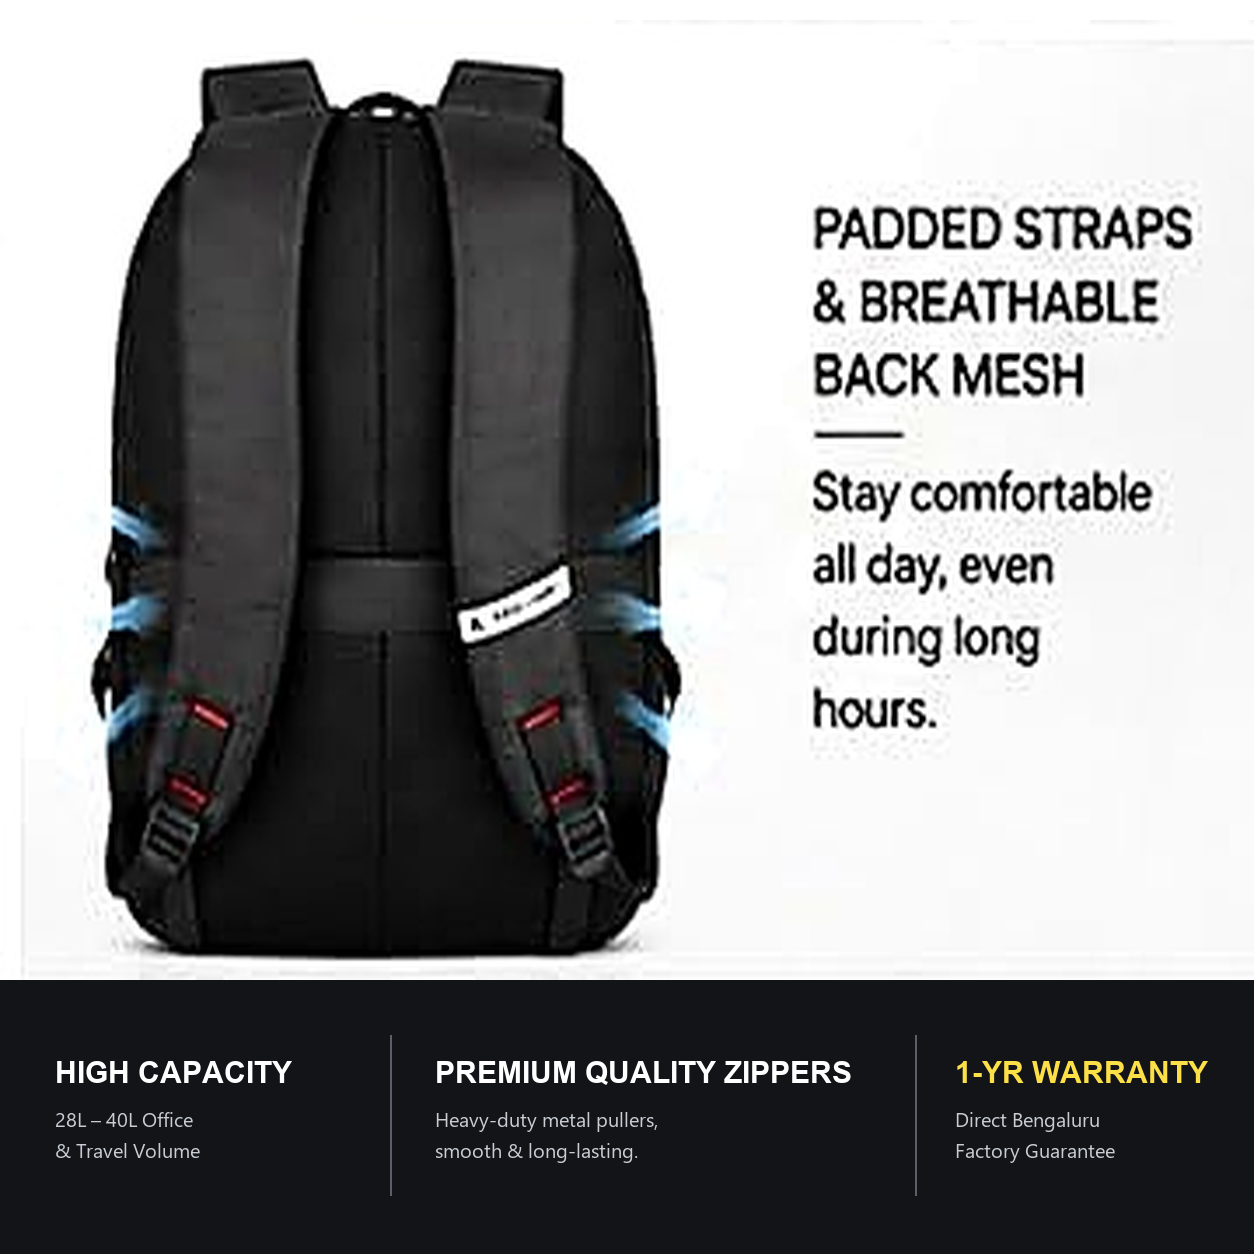 PADDED STRAPS
& BREATHABLE
BACK MESH
Stay comfortable
all day, even
during long
hours.
HIGH CAPACITY
28L – 40L Office
& Travel Volume
PREMIUM QUALITY ZIPPERS
Heavy-duty metal pullers,
smooth & long-lasting.
1-YR WARRANTY
Direct Bengaluru
Factory Guarantee